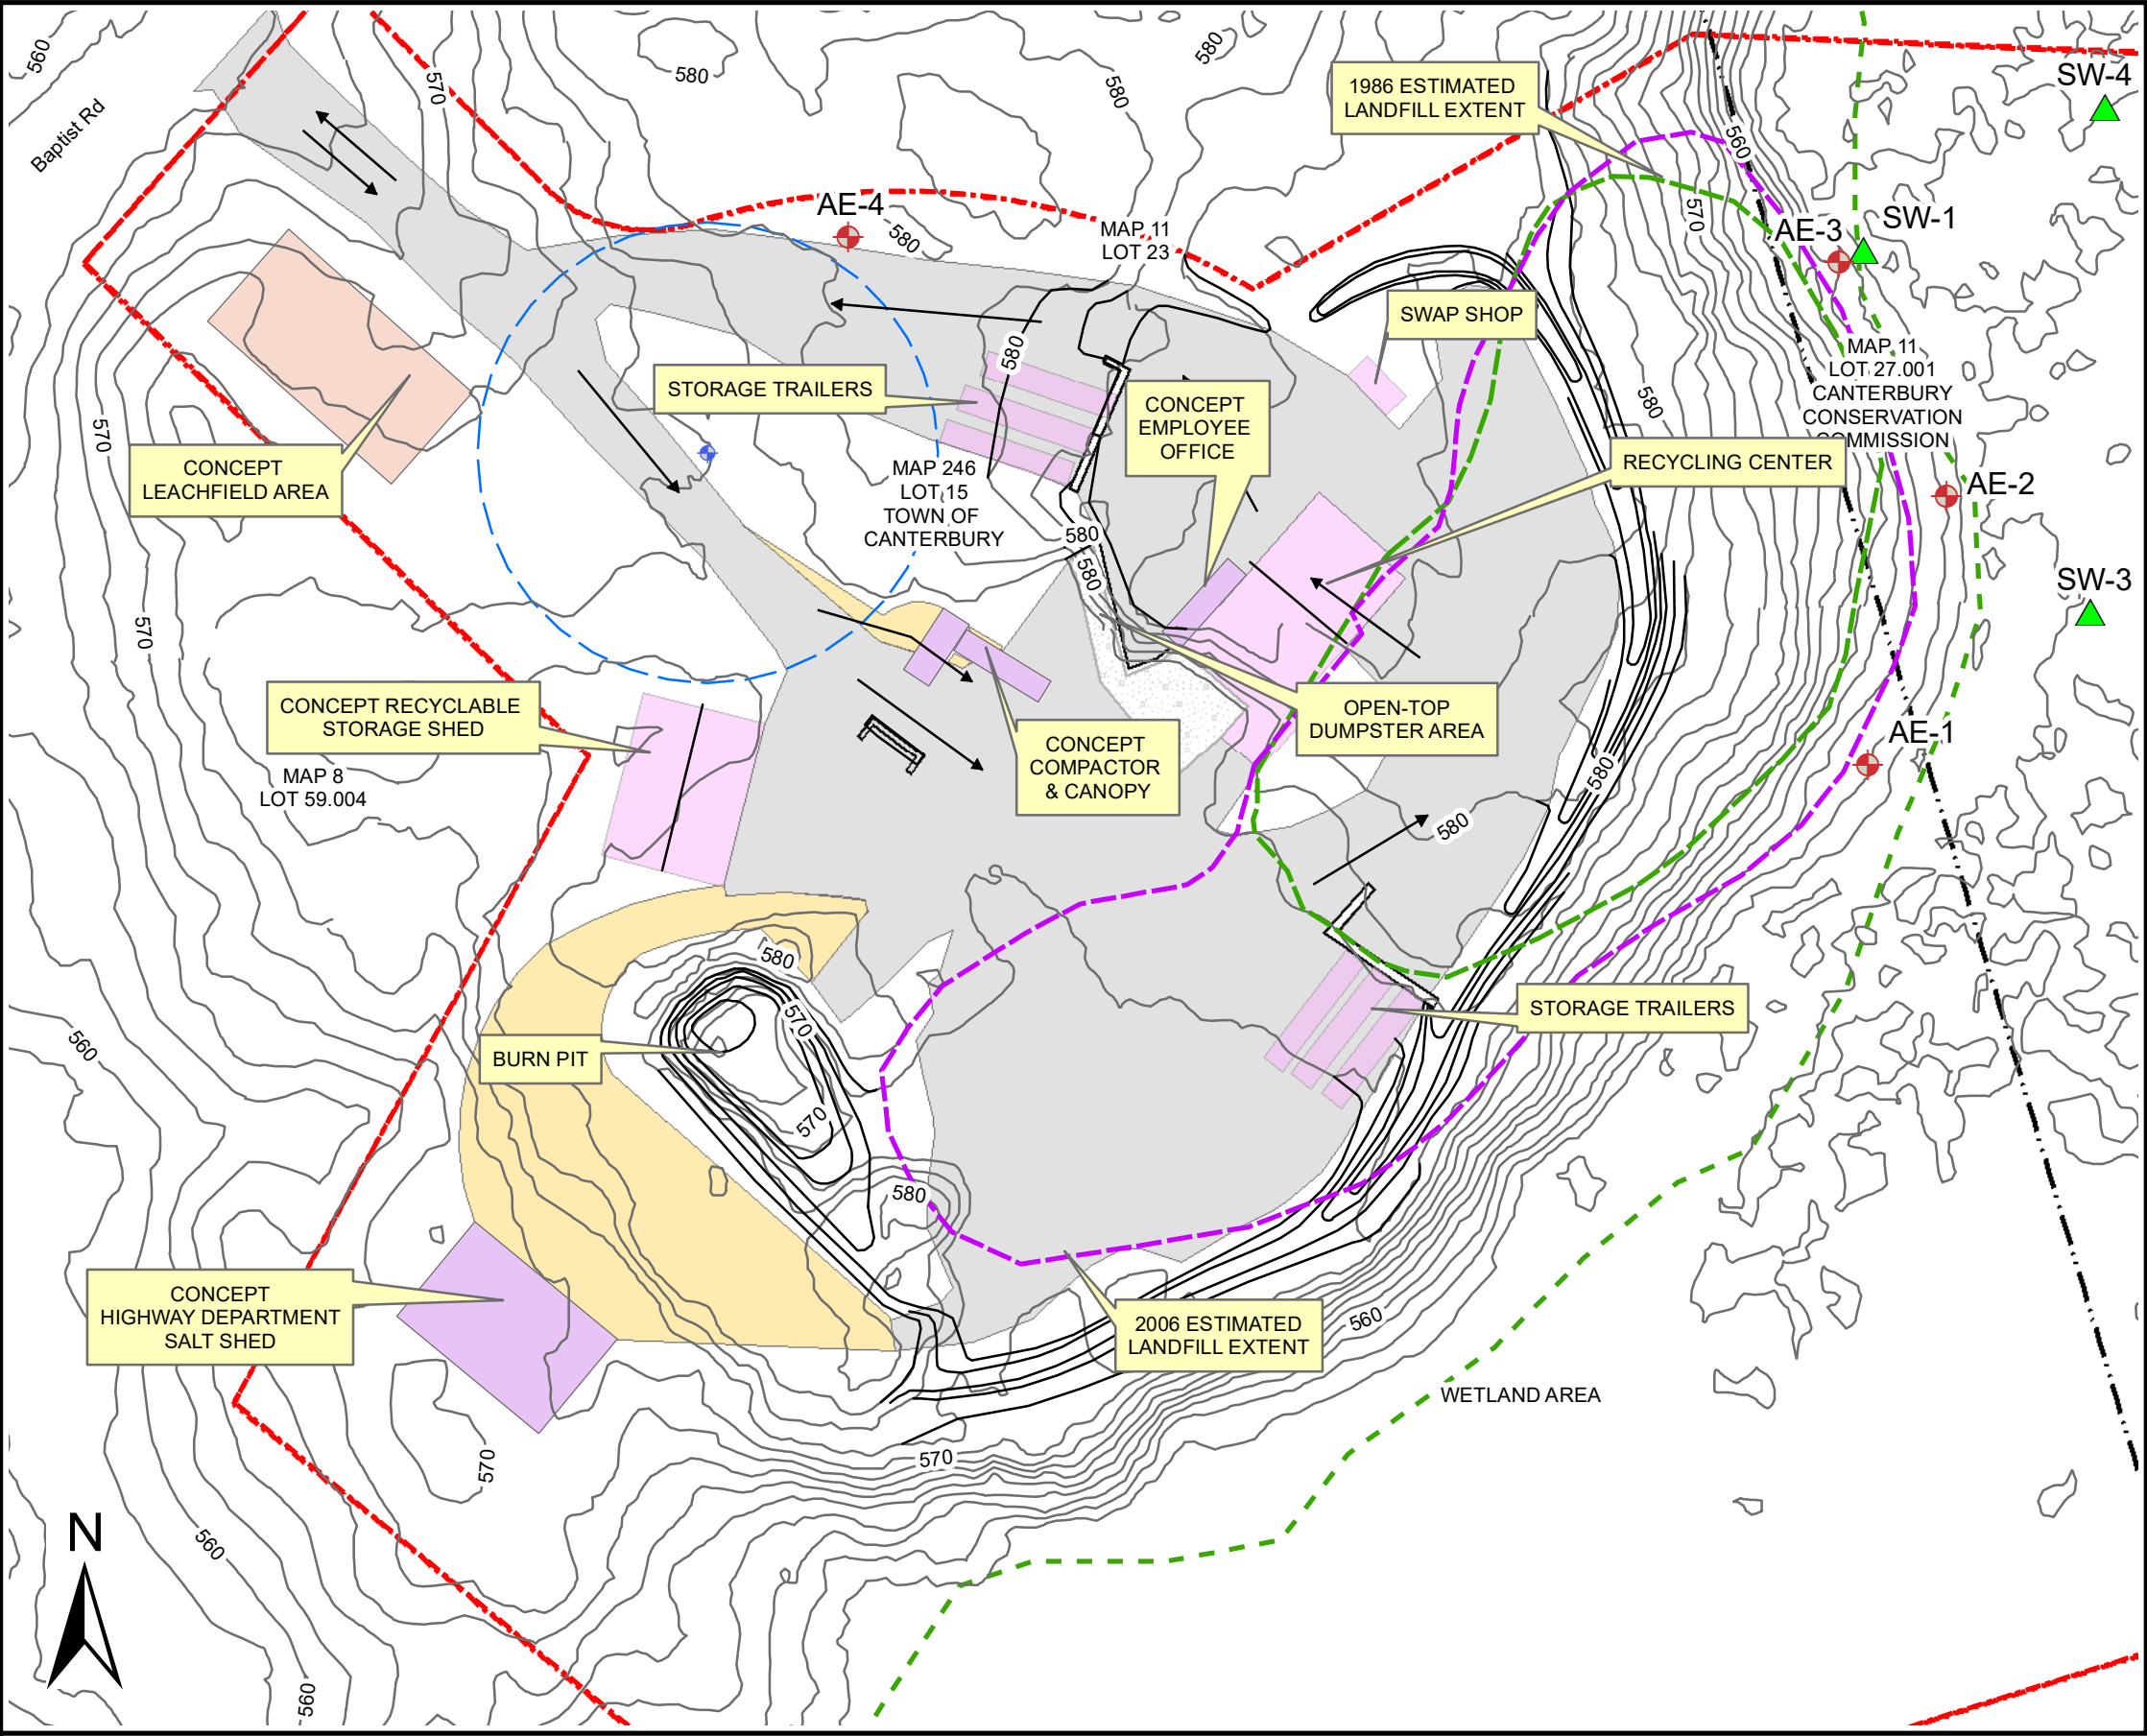 560
Baptist Rd
570
580
580
580
1986 ESTIMATED
LANDFILL EXTENT
560
SW-4
570
AE-4
580
MAP 11
LOT 23
AE-3
SW-1
SWAP SHOP
580
STORAGE TRAILERS
CONCEPT
EMPLOYEE
OFFICE
580
MAP 11
LOT 27.001
CANTERBURY
CONSERVATION
COMMISSION
570
CONCEPT
LEACHFIELD AREA
MAP 246
LOT 15
TOWN OF
CANTERBURY
RECYCLING CENTER
AE-2
580
580
SW-3
570
CONCEPT RECYCLABLE
STORAGE SHED
OPEN-TOP
DUMPSTER AREA
AE-1
CONCEPT
COMPACTOR
& CANOPY
580
MAP 8
LOT 59.004
580
580
570
STORAGE TRAILERS
560
BURN PIT
570
580
CONCEPT
HIGHWAY DEPARTMENT
SALT SHED
2006 ESTIMATED
LANDFILL EXTENT
560
WETLAND AREA
570
570
N
560
560